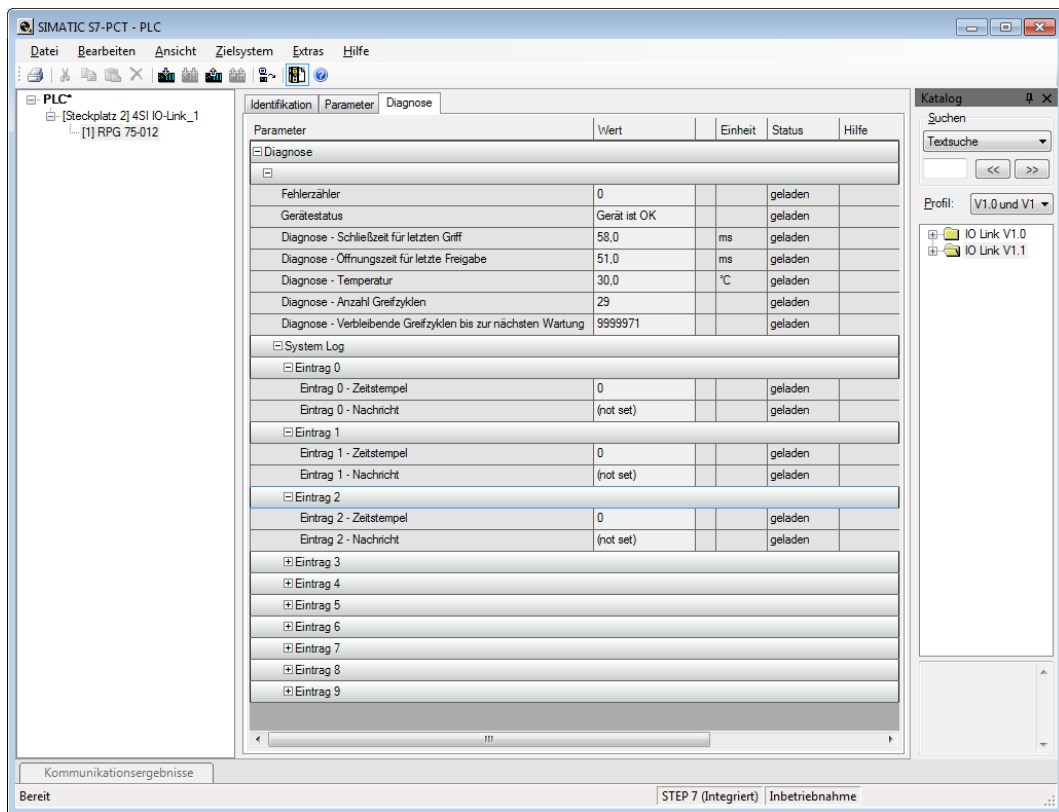 SIMATIC S7-PCT - PLC
Datei Bearbeiten Ansicht Zielsystem Extras Hilfe
PLC*
[Steckplatz 2] 4SI IO-Link_1
[1] RPG 75-012
Identifikation Parameter Diagnose
Parameter Wert Einheit Status Hilfe
Diagnose
Fehlerzähler 0 geladen
Gerätestatus Gerät ist OK geladen
Diagnose - Schließzeit für letzten Griff 58,0 ms geladen
Diagnose - Öffnungszeit für letzte Freigabe 51,0 ms geladen
Diagnose - Temperatur 30,0 °C geladen
Diagnose - Anzahl Greifzyklen 29 geladen
Diagnose - Verbleibende Greifzyklen bis zur nächsten Wartung 9999971 geladen
System Log
Eintrag 0
Eintrag 0 - Zeitstempel 0 geladen
Eintrag 0 - Nachricht (not set) geladen
Eintrag 1
Eintrag 1 - Zeitstempel 0 geladen
Eintrag 1 - Nachricht (not set) geladen
Eintrag 2
Eintrag 2 - Zeitstempel 0 geladen
Eintrag 2 - Nachricht (not set) geladen
Eintrag 3
Eintrag 4
Eintrag 5
Eintrag 6
Eintrag 7
Eintrag 8
Eintrag 9
Katalog
Suchen
Textsuche
<< >>
Profil: V1.0 und V1
IO Link V1.0
IO Link V1.1
Kommunikationsergebnisse
Bereit STEP 7 (Integriert) Inbetriebnahme